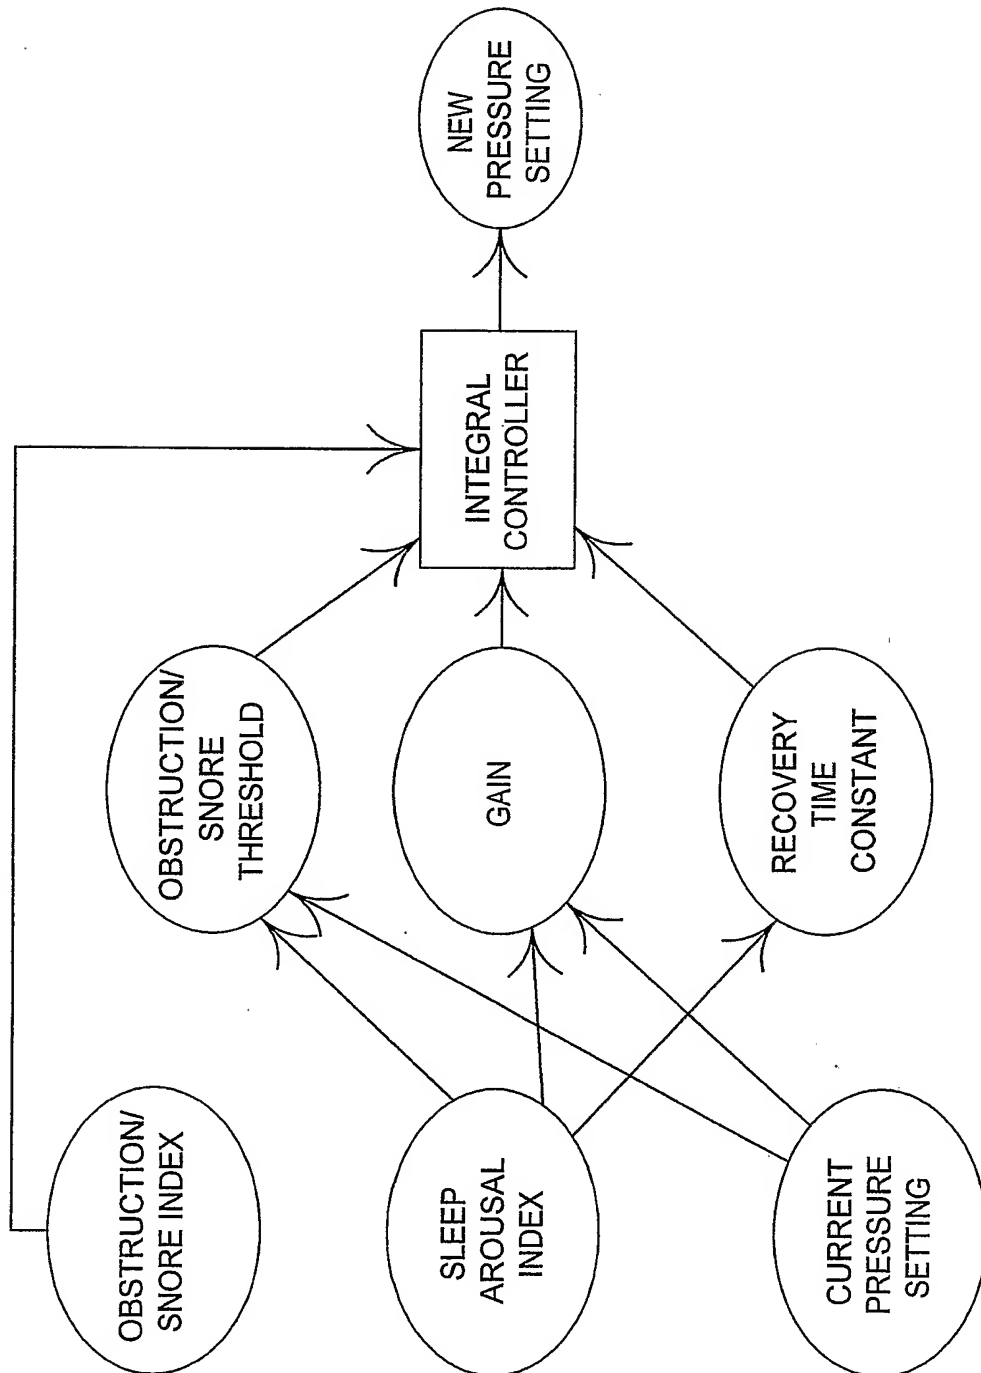 OBSTRUCTION/
SNORE INDEX
SLEEP
AROUSAL
INDEX
CURRENT
PRESSURE
SETTING
OBSTRUCTION/
SNORE
THRESHOLD
GAIN
RECOVERY
TIME
CONSTANT
INTEGRAL
CONTROLLER
NEW
PRESSURE
SETTING